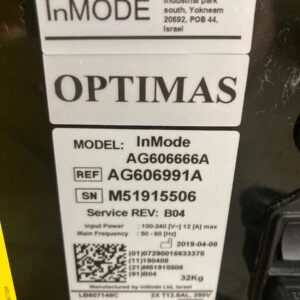 InMODE
Industrial park
south, Yokneam
20692, POB 44,
Israel
OPTIMAS
MODEL: InMode
AG606666A
REF AG606991A
SN M51915506
Service REV: B04
Input Power : 100-240 [V~] 12 [A] max
Main Frequency : 50 - 60 [Hz]
2019-04-08
(01)07290016633375
(11)190408
(21)M51915506
(91)B
32Kg
Manufactured by InMode Ltd, Israel
LB607148C 2X T12.5AL, 250V